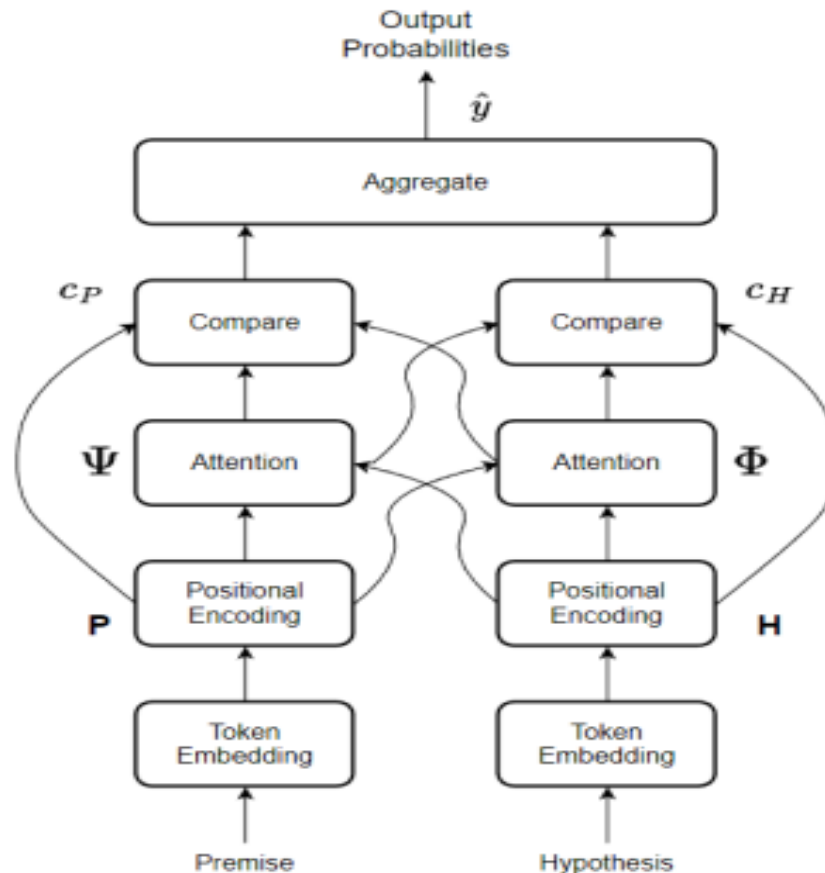 Output
Probabilities
ŷ
Aggregate
c_P
Compare
Compare
c_H
Ψ
Attention
Attention
Φ
Positional
Encoding
Positional
Encoding
P
H
Token
Embedding
Token
Embedding
Premise
Hypothesis